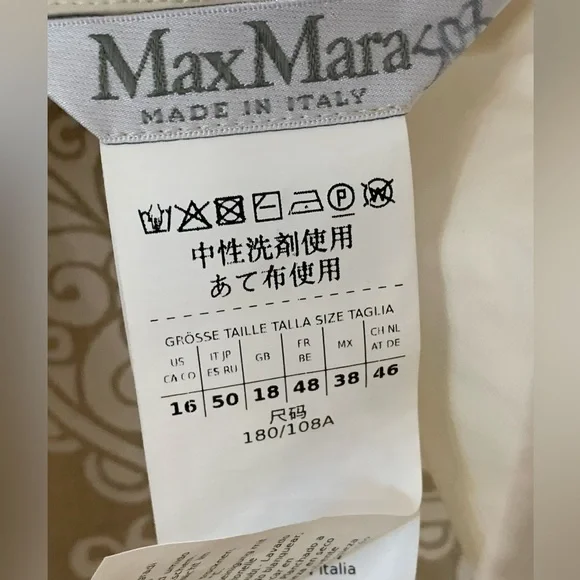 MaxMara
MADE IN ITALY
P
W
中性洗剤使用
あて布使用
GRÖSSE TAILLE TALLA SIZE TAGLIA
US CA CO IT JP ES RU GB FR BE MX CH NL AT DE
16 50 18 48 38 46
尺码
180/108A
italia